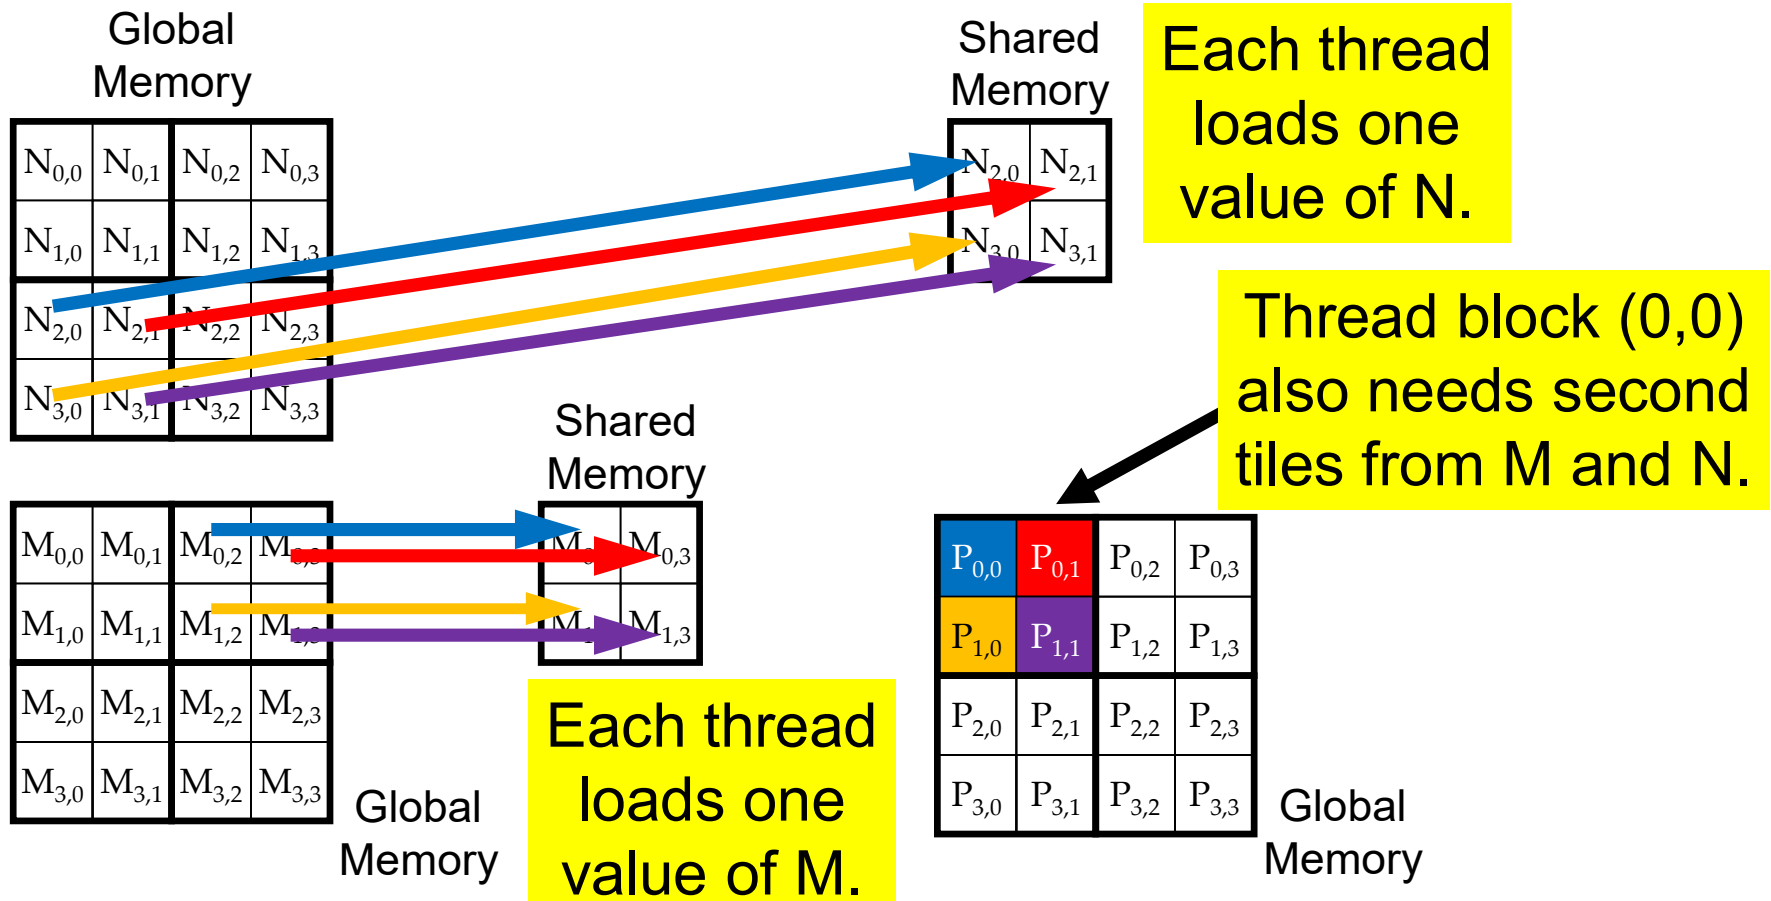 Global
Memory
N0,0 N0,1 N0,2 N0,3
N1,0 N1,1 N1,2 N1,3
N2,0 N2,1 N2,2 N2,3
N3,0 N3,1 N3,2 N3,3
Shared
Memory
N2,0 N2,1
N3,0 N3,1
Each thread
loads one
value of N.
Thread block (0,0)
also needs second
tiles from M and N.
M0,0 M0,1 M0,2 M0,3
M1,0 M1,1 M1,2 M1,3
M2,0 M2,1 M2,2 M2,3
M3,0 M3,1 M3,2 M3,3
Global
Memory
Shared
Memory
M0,3
M1,3
Each thread
loads one
value of M.
P0,0 P0,1 P0,2 P0,3
P1,0 P1,1 P1,2 P1,3
P2,0 P2,1 P2,2 P2,3
P3,0 P3,1 P3,2 P3,3
Global
Memory